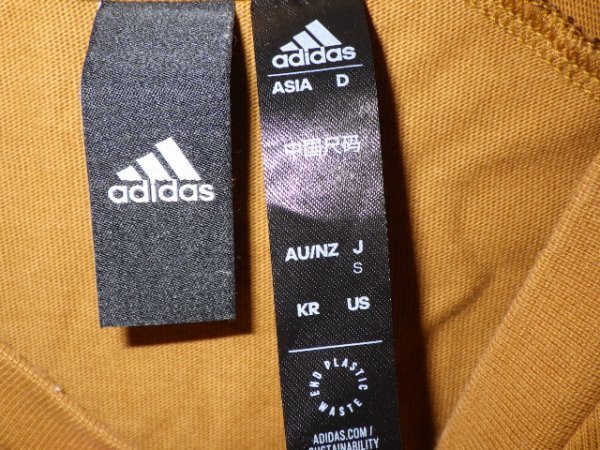 adidas
adidas
ASIA D
中国尺码
AU/NZ J
S
KR US
END PLASTIC WASTE
ADIDAS.COM/
SUSTAINABILITY